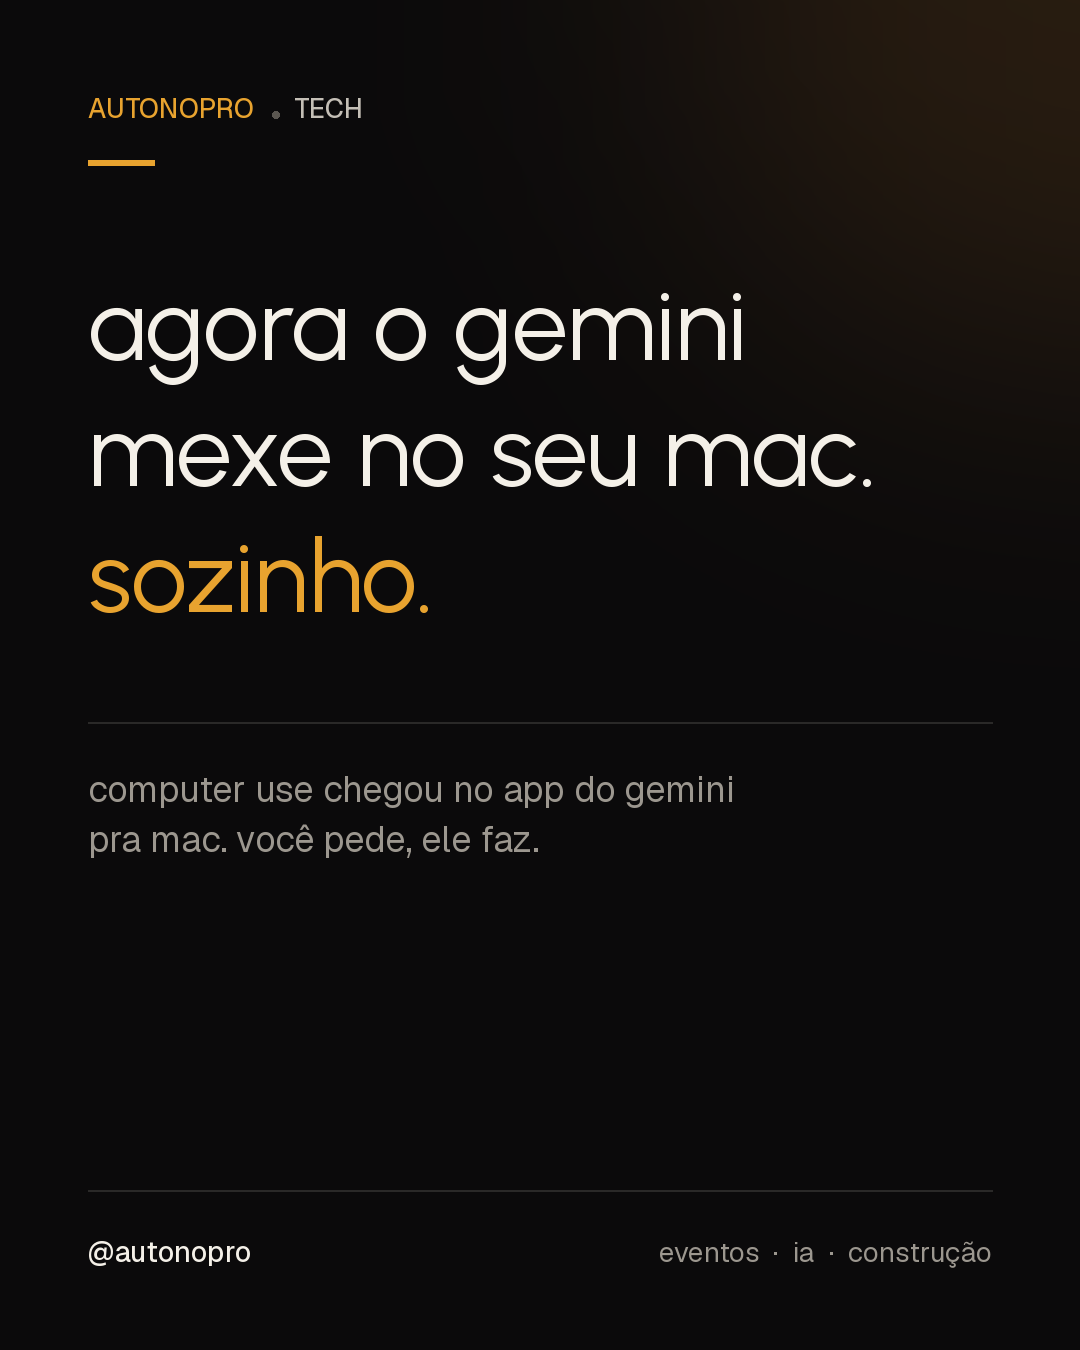 AUTONOPRO . TECH
agora o gemini
mexe no seu mac.
sozinho.
computer use chegou no app do gemini
pra mac. você pede, ele faz.
@autonopro
eventos · ia · construção